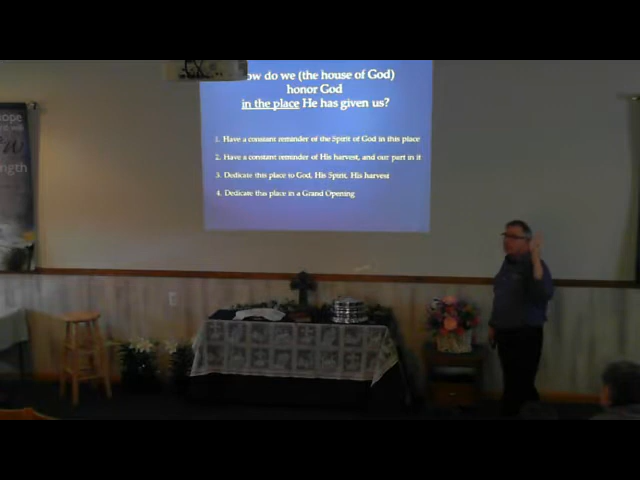 ow do we (the house of God)
honor God
in the place He has given us?
1. Have a constant reminder of the Spirit of God in this place
2. Have a constant reminder of His harvest, and our part in it
3. Dedicate this place to God, His Spirit, His harvest
4. Dedicate this place in a Grand Opening